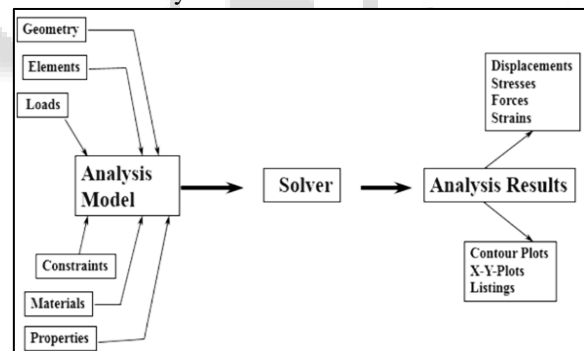 Geometry
Elements
Loads
Analysis
Model
Constraints
Materials
Properties
Solver
Analysis Results
Displacements
Stresses
Forces
Strains
Contour Plots
X-Y-Plots
Listings